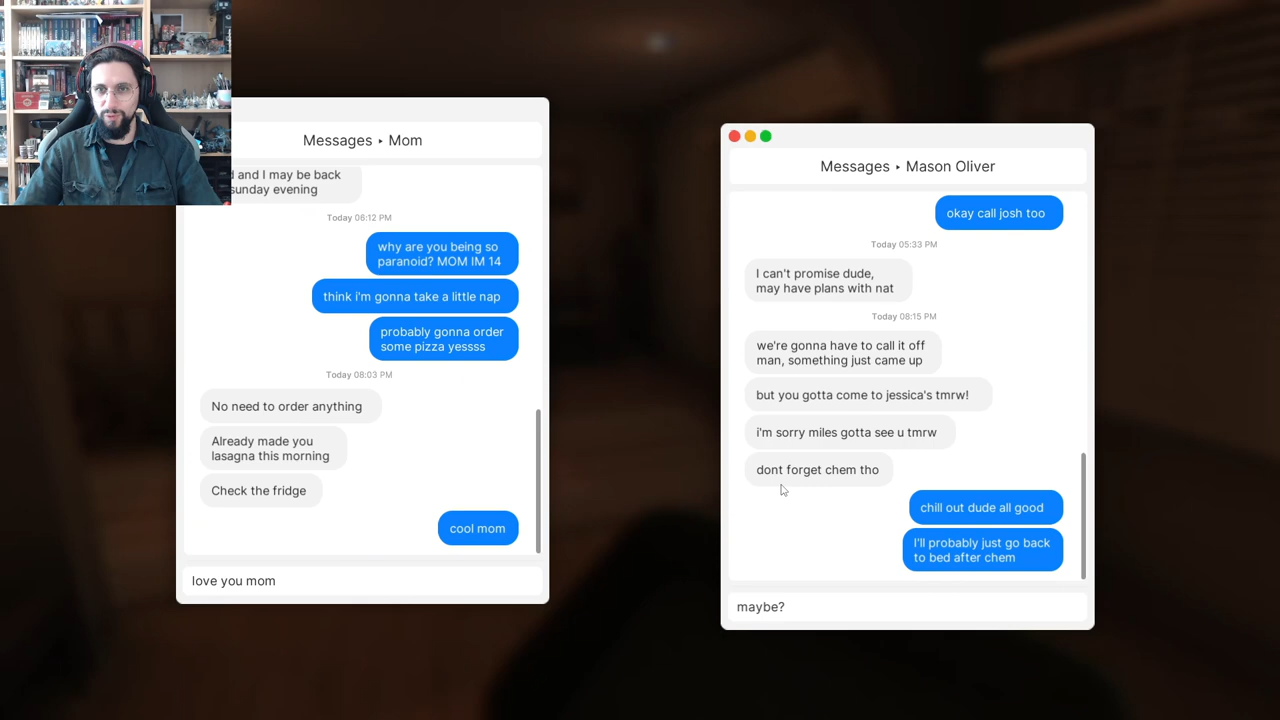 Messages ‣ Mom
d and I may be back
sunday evening
Today 06:12 PM
why are you being so
paranoid? MOM IM 14
think i'm gonna take a little nap
probably gonna order
some pizza yessss
Today 08:03 PM
No need to order anything
Already made you
lasagna this morning
Check the fridge
cool mom
love you mom
Messages ‣ Mason Oliver
okay call josh too
Today 05:33 PM
I can't promise dude,
may have plans with nat
Today 08:15 PM
we're gonna have to call it off
man, something just came up
but you gotta come to jessica's tmrw!
i'm sorry miles gotta see u tmrw
dont forget chem tho
chill out dude all good
I'll probably just go back
to bed after chem
maybe?